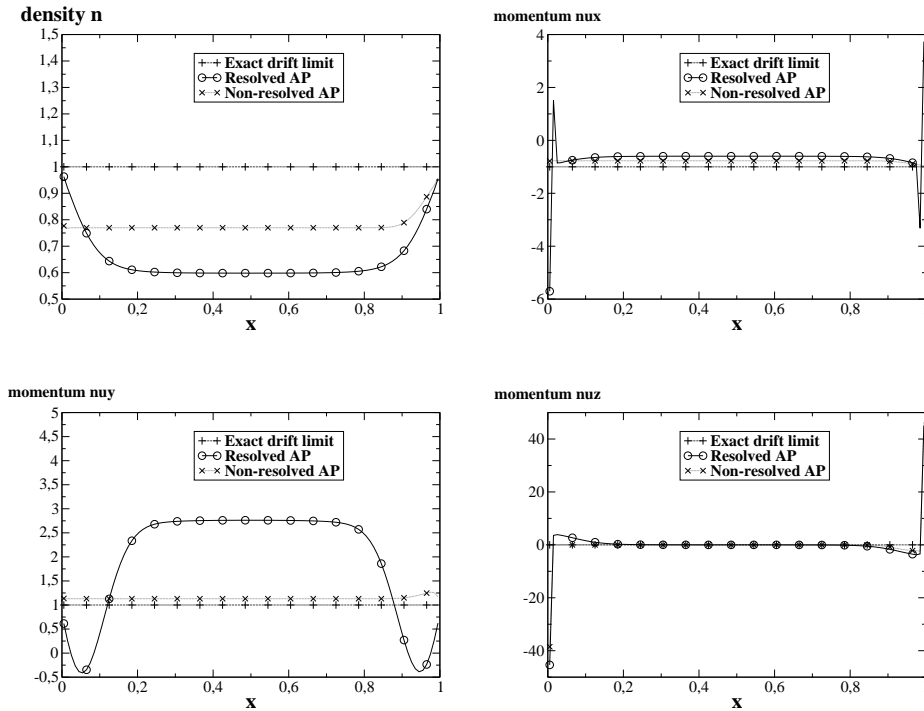 density n
1,5
1,4
1,3
1,2
1,1
1
0,9
0,8
0,7
0,6
0,5
0
0,2
0,4
0,6
0,8
1
x
Exact drift limit
Resolved AP
Non-resolved AP
momentum nux
4
2
0
-2
-4
-6
0
0,2
0,4
0,6
0,8
1
x
Exact drift limit
Resolved AP
Non-resolved AP
momentum nuy
5
4,5
4
3,5
3
2,5
2
1,5
1
0,5
0
-0,5
0
0,2
0,4
0,6
0,8
1
x
Exact drift limit
Resolved AP
Non-resolved AP
momentum nuz
40
20
0
-20
-40
0
0,2
0,4
0,6
0,8
1
x
Exact drift limit
Resolved AP
Non-resolved AP